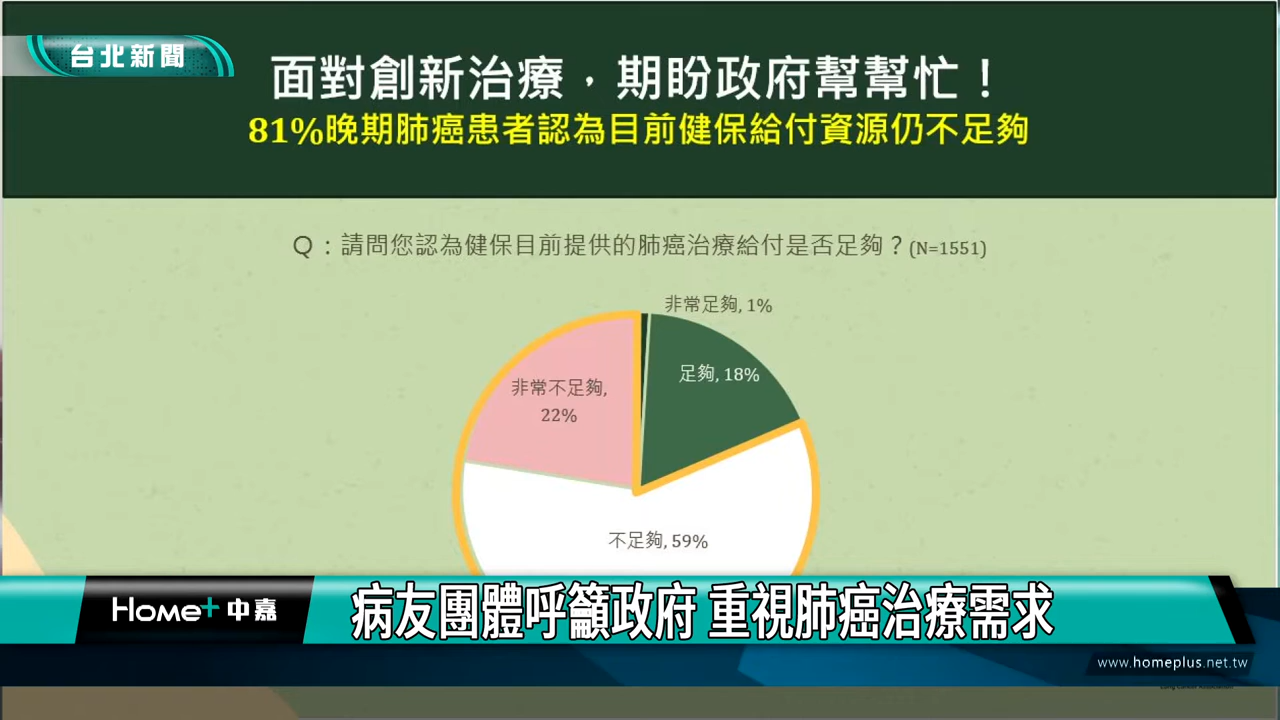 台北新聞
面對創新治療，期盼政府幫幫忙！
81%晚期肺癌患者認為目前健保給付資源仍不足夠
Q：請問您認為健保目前提供的肺癌治療給付是否足夠？(N=1551)
非常足夠, 1%
足夠, 18%
非常不足夠,
22%
不足夠, 59%
Home+中嘉
病友團體呼籲政府 重視肺癌治療需求
www.homeplus.net.tw